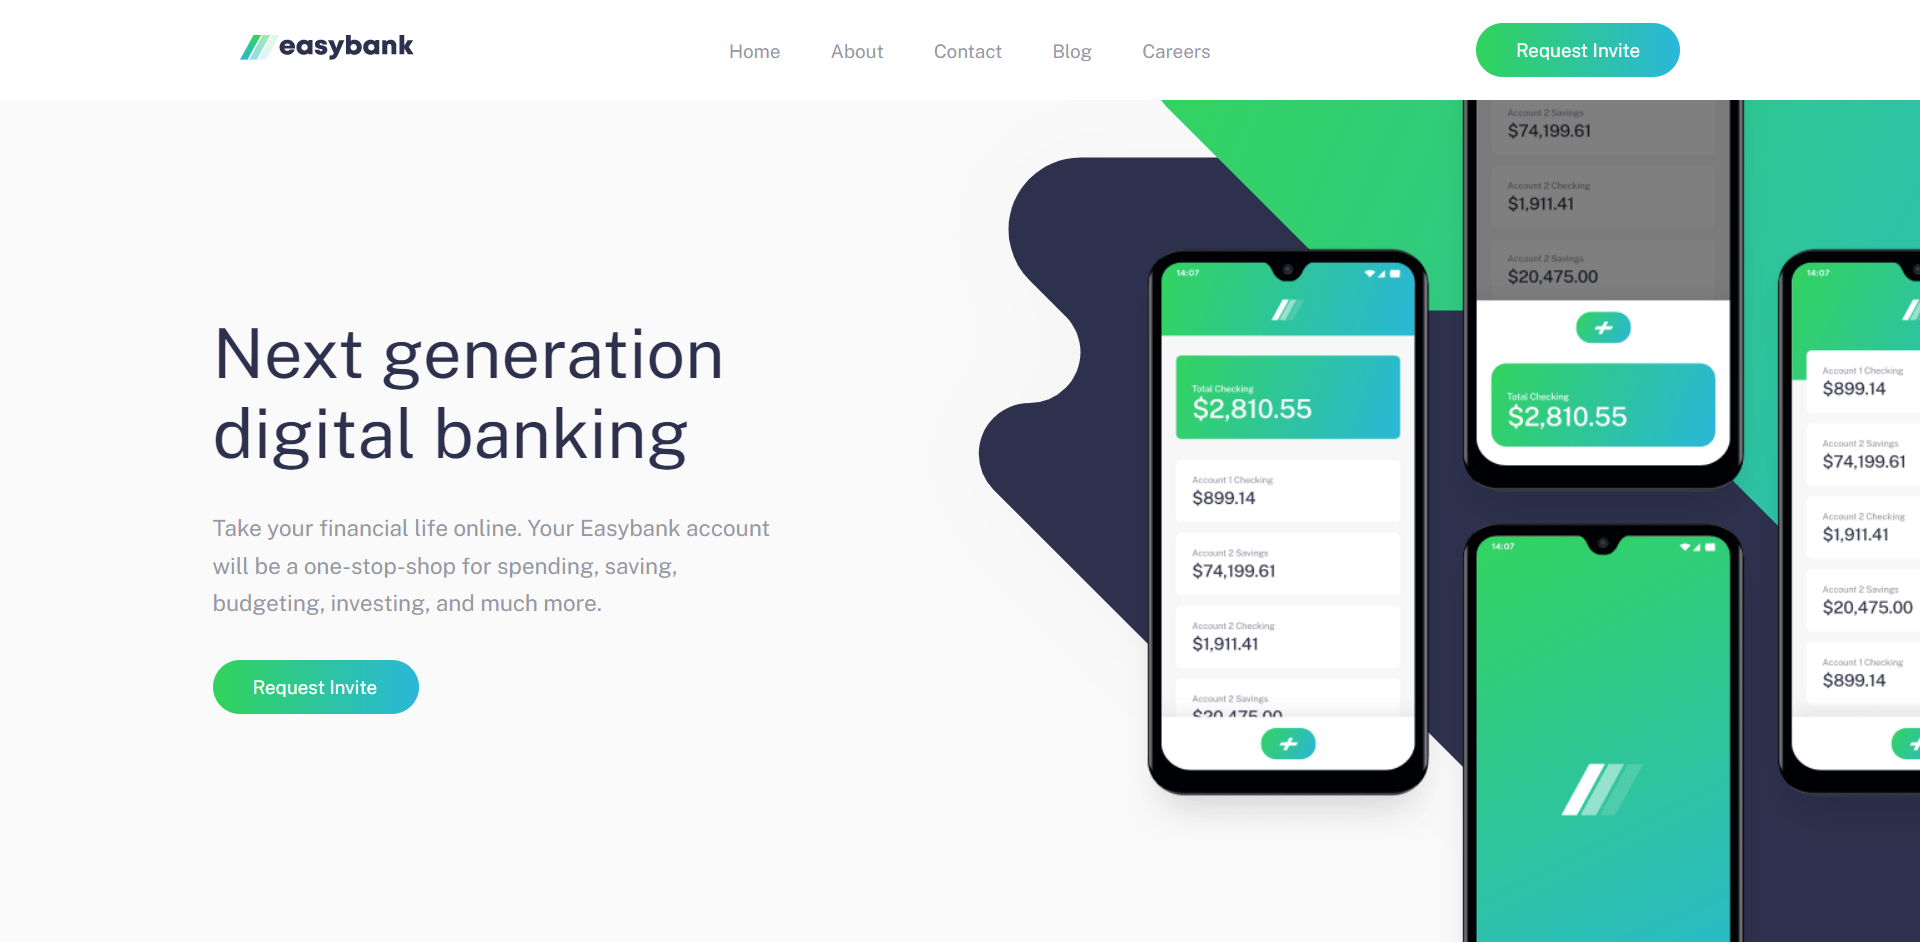 easybank
Home
About
Contact
Blog
Careers
Request Invite
Next generation
digital banking
Take your financial life online. Your Easybank account
will be a one-stop-shop for spending, saving,
budgeting, investing, and much more.
Request Invite
14:07
Total Checking
$2,810.55
Account 1 Checking
$899.14
Account 2 Savings
$74,199.61
Account 2 Checking
$1,911.41
Account 2 Savings
$20,475.00
Account 2 Savings
$74,199.61
Account 2 Checking
$1,911.41
Account 2 Savings
$20,475.00
Total Checking
$2,810.55
14:07
14:07
Account 1 Checking
$899.14
Account 2 Savings
$74,199.61
Account 2 Checking
$1,911.41
Account 2 Savings
$20,475.00
Account 1 Checking
$899.14